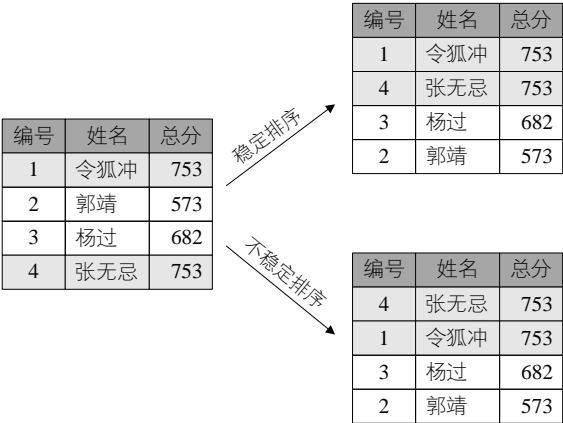 编号 姓名 总分
1 令狐冲 753
4 张无忌 753
3 杨过 682
2 郭靖 573
稳定排序
编号 姓名 总分
1 令狐冲 753
2 郭靖 573
3 杨过 682
4 张无忌 753
不稳定排序
编号 姓名 总分
4 张无忌 753
1 令狐冲 753
3 杨过 682
2 郭靖 573